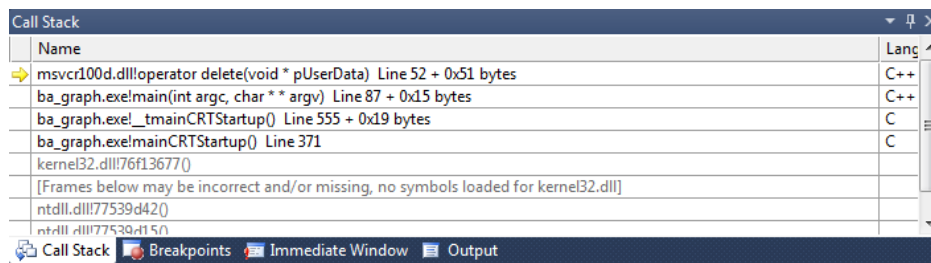 Call Stack
Name Lang
msvcr100d.dll!operator delete(void * pUserData) Line 52 + 0x51 bytes C++
ba_graph.exe!main(int argc, char * * argv) Line 87 + 0x15 bytes C++
ba_graph.exe!__tmainCRTStartup() Line 555 + 0x19 bytes C
ba_graph.exe!mainCRTStartup() Line 371 C
kernel32.dll!76f13677()
[Frames below may be incorrect and/or missing, no symbols loaded for kernel32.dll]
ntdll.dll!77539d42()
ntdll.dll!77539d15()
Call Stack Breakpoints Immediate Window Output